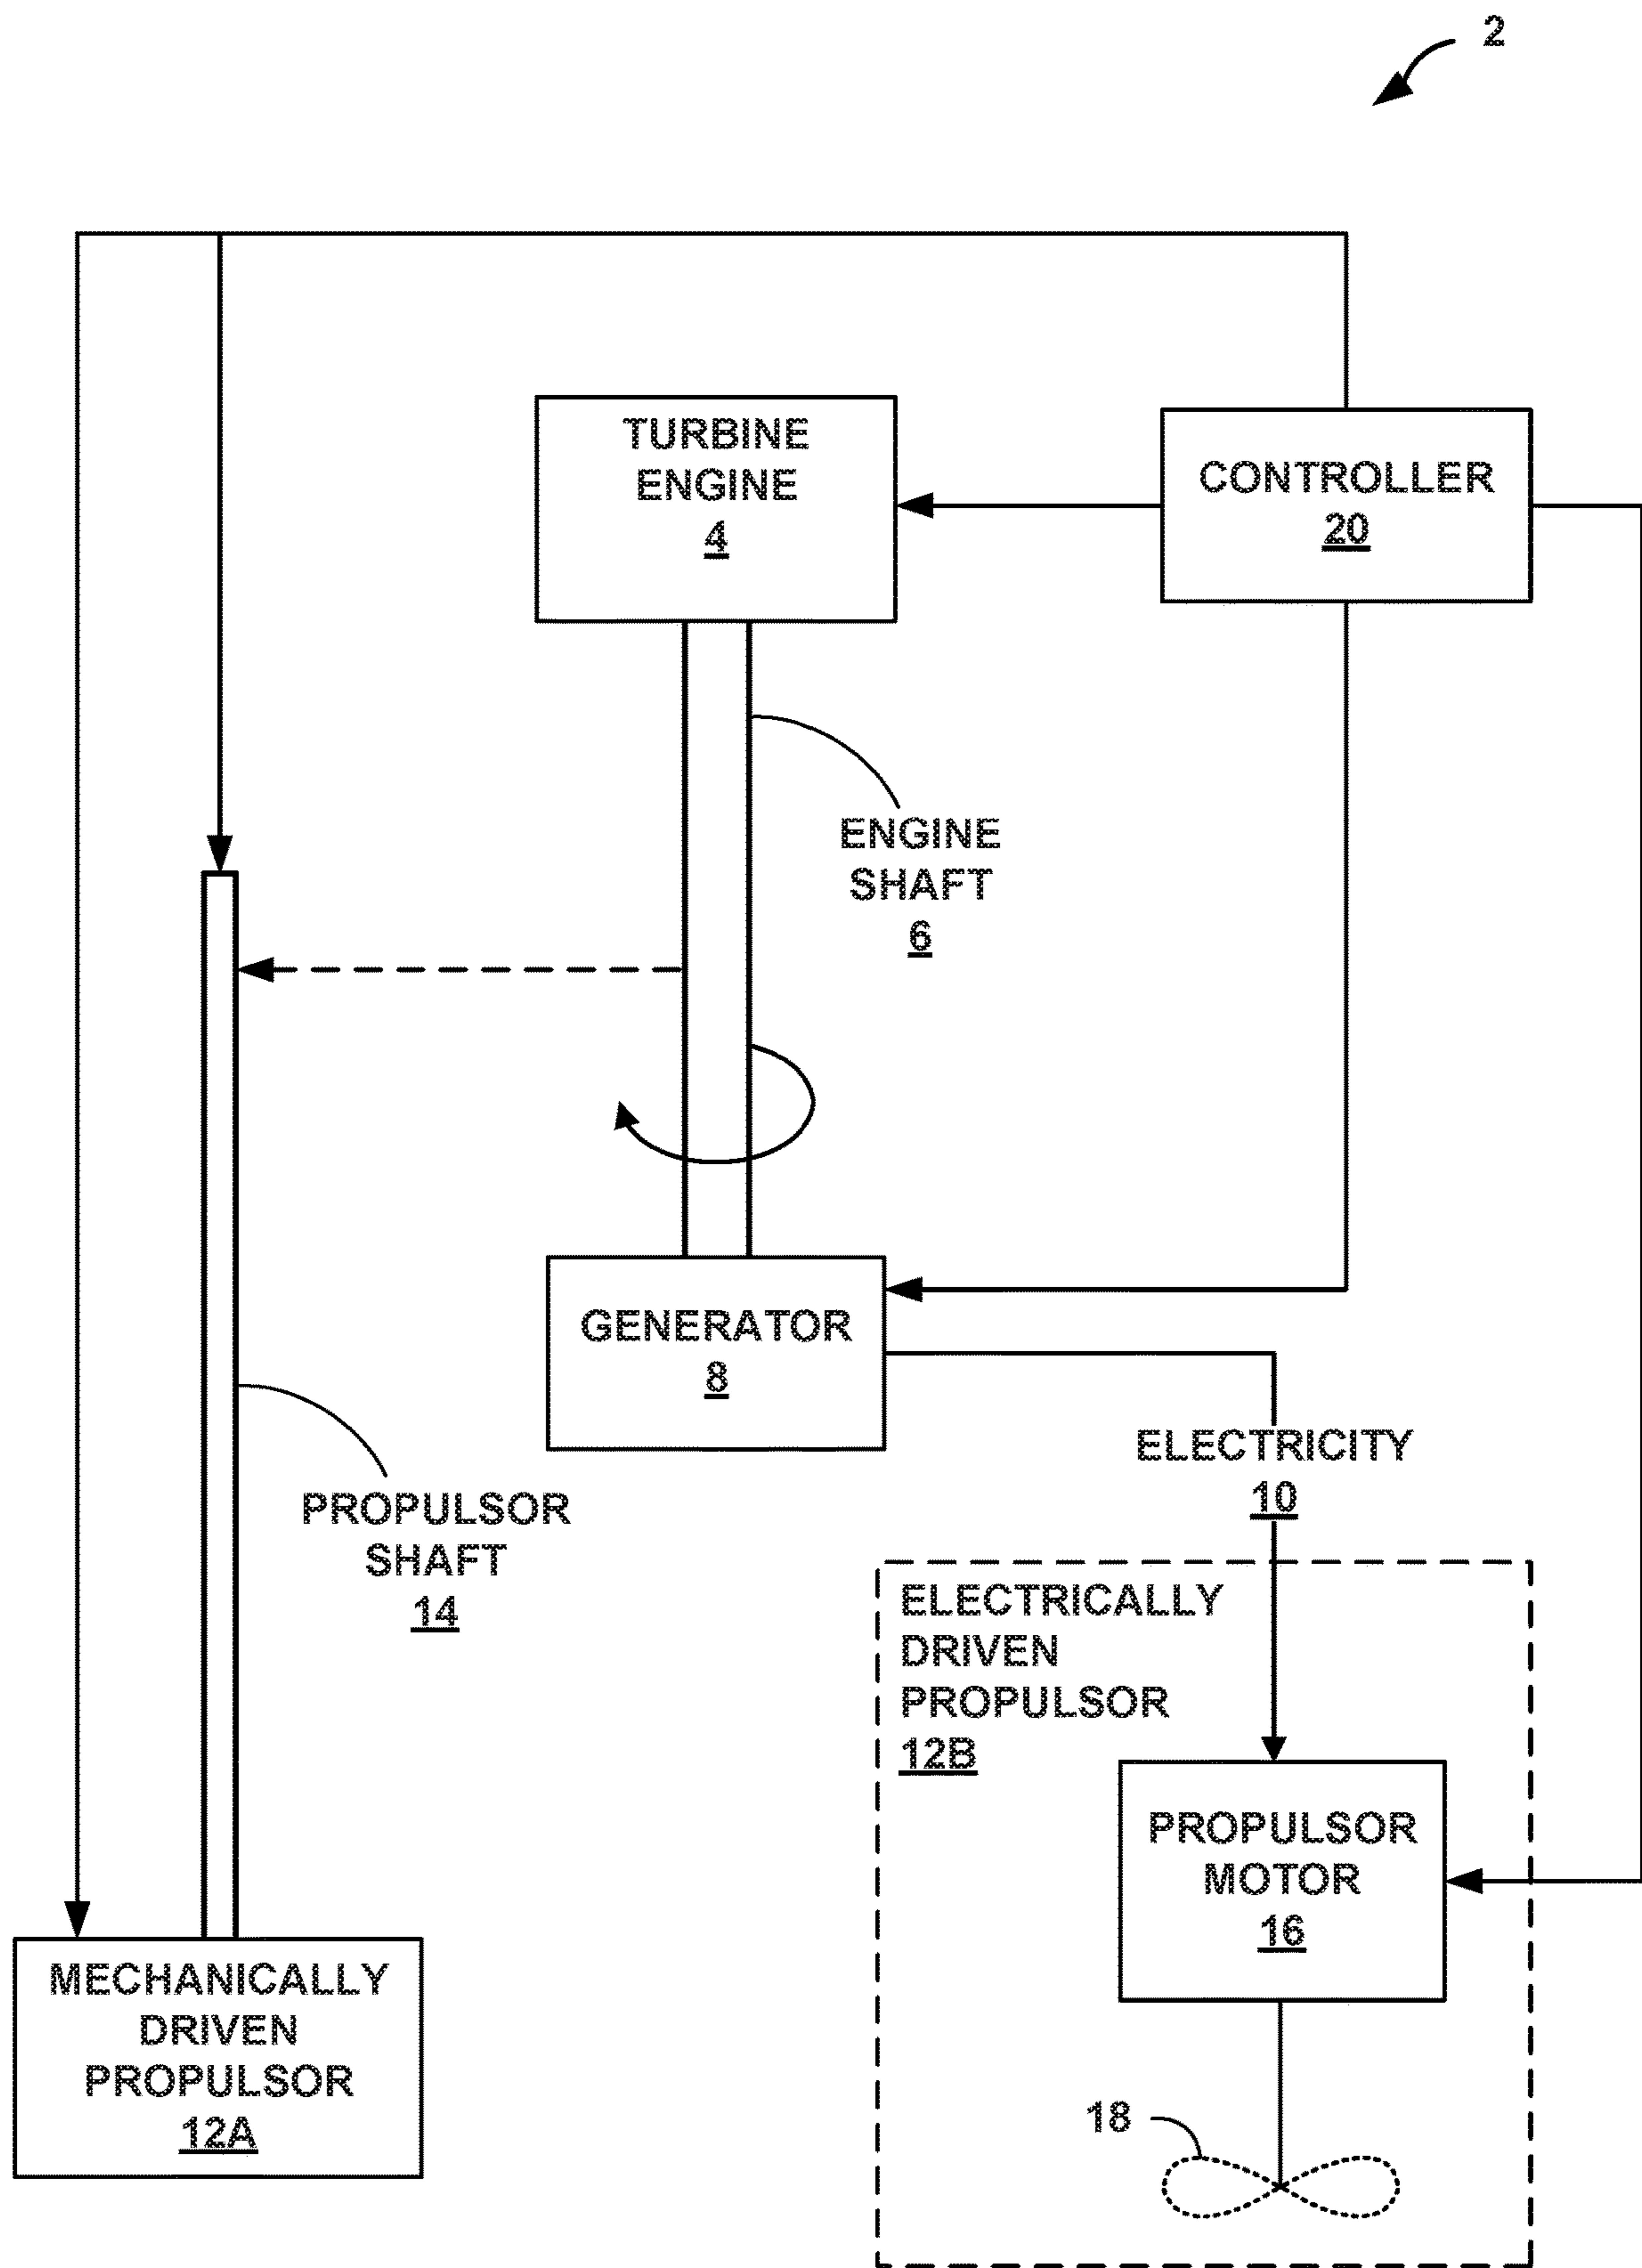 2
TURBINE
ENGINE
4
CONTROLLER
20
ENGINE
SHAFT
6
GENERATOR
8
ELECTRICITY
10
PROPULSOR
SHAFT
14
ELECTRICALLY
DRIVEN
PROPULSOR
12B
PROPULSOR
MOTOR
16
MECHANICALLY
DRIVEN
PROPULSOR
12A
18